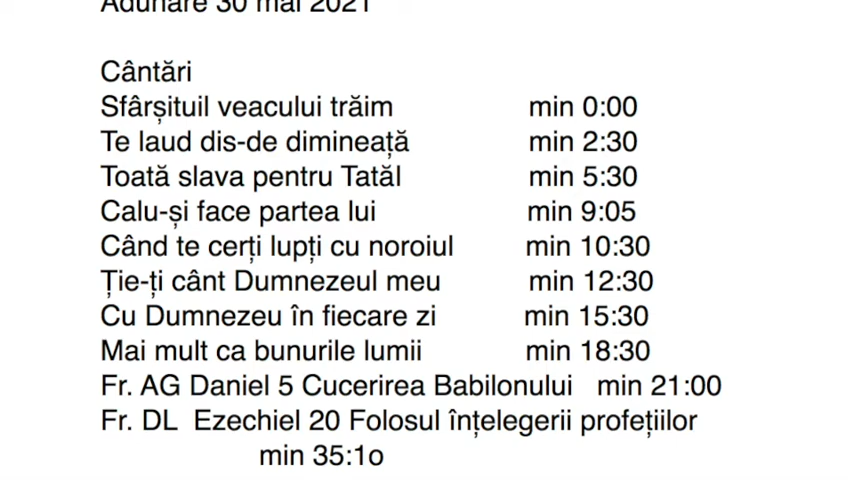 Adunare 30 mai 2021
Cântări
Sfârșituil veacului trăim min 0:00
Te laud dis-de dimineață min 2:30
Toată slava pentru Tatăl min 5:30
Calu-și face partea lui min 9:05
Când te cerți lupți cu noroiul min 10:30
Ție-ți cânt Dumnezeul meu min 12:30
Cu Dumnezeu în fiecare zi min 15:30
Mai mult ca bunurile lumii min 18:30
Fr. AG Daniel 5 Cucerirea Babilonului min 21:00
Fr. DL Ezechiel 20 Folosul înțelegerii profețiilor
min 35:1o